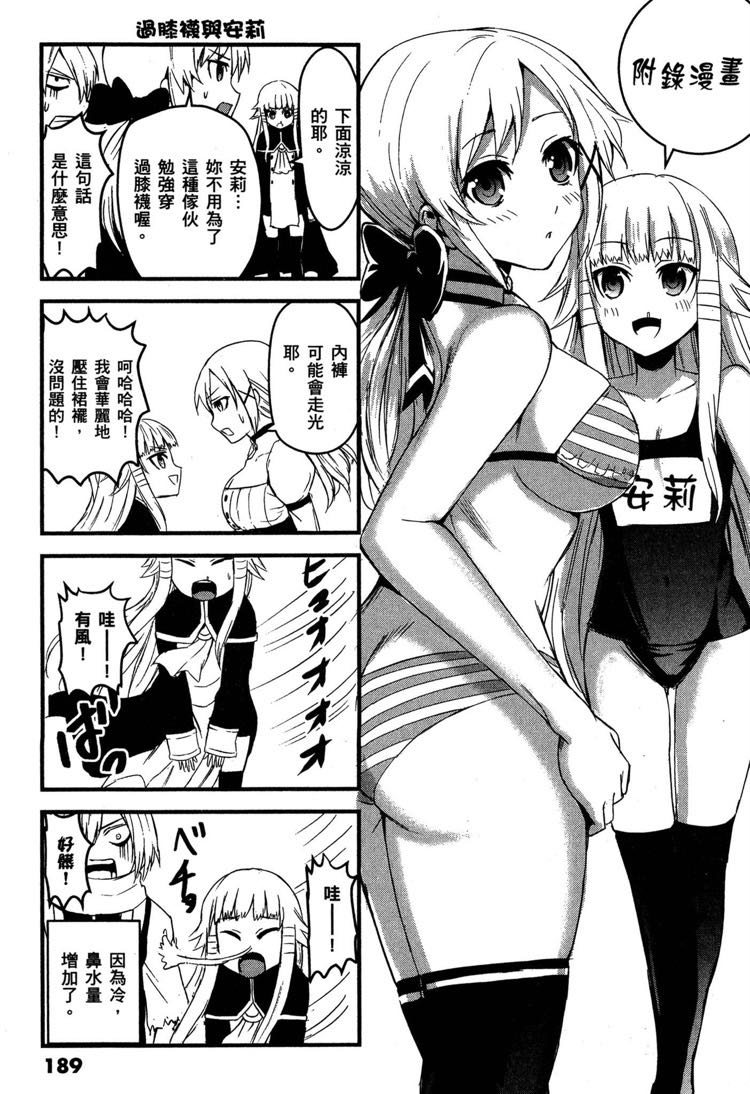 附錄漫畫
安莉
過膝襪與安莉
下面涼涼
的耶。
安莉…
妳不用為了
這種傢伙
勉強穿
過膝襪喔。
這句話
是什麼意思！
內褲
可能會走光
耶。
呵哈哈哈！
我會華麗地
壓住裙襬，
沒問題的！
ヒュオオオオ
哇——！
有風！
ばっ
哇——！
べチョ
好髒！
因為冷，
鼻水量
增加了。
189